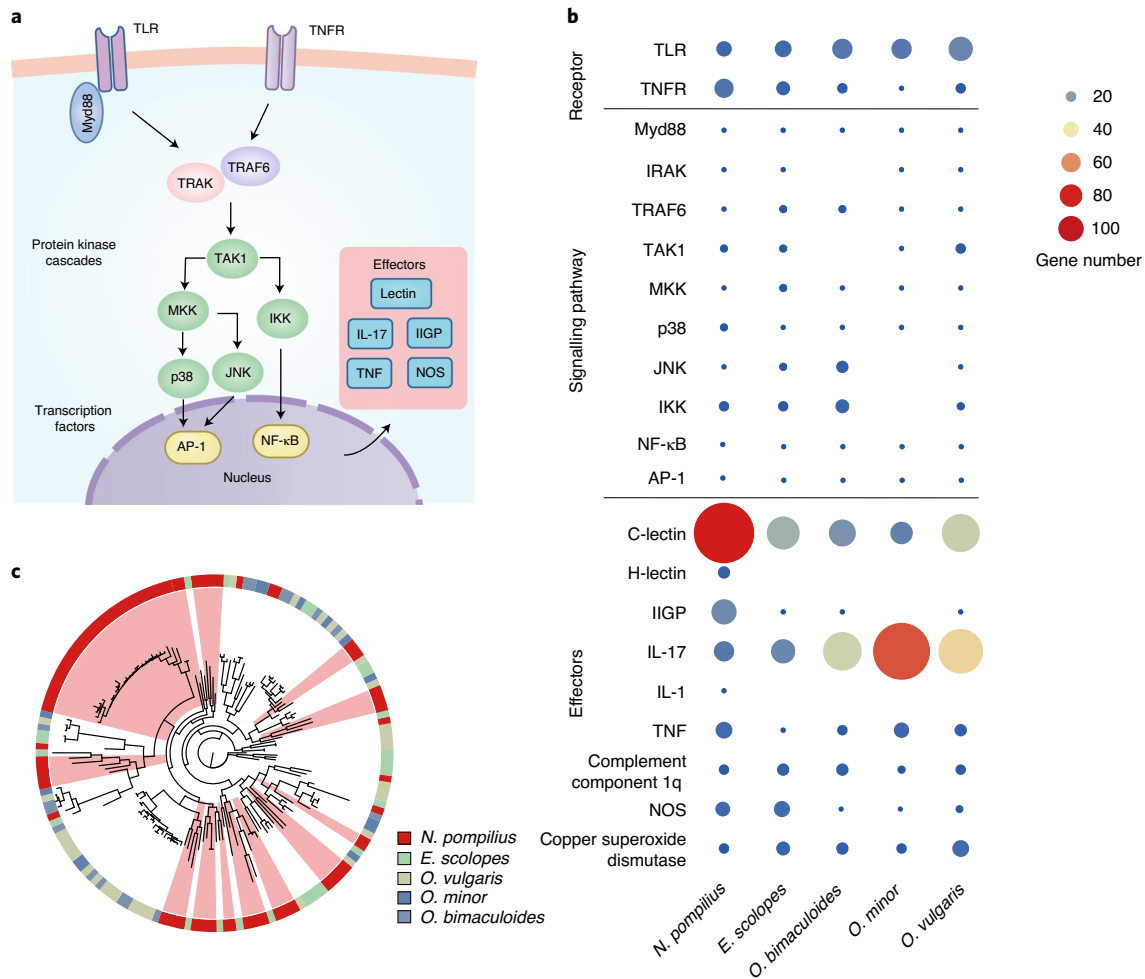 a
TLR
TNFR
Myd88
TRAK
TRAF6
Protein kinase
cascades
TAK1
MKK
IKK
p38
JNK
Effectors
Lectin
IL-17
IIGP
TNF
NOS
Transcription
factors
AP-1
NF-κB
Nucleus
b
Receptor
TLR
TNFR
Signalling pathway
Myd88
IRAK
TRAF6
TAK1
MKK
p38
JNK
IKK
NF-κB
AP-1
Effectors
C-lectin
H-lectin
IIGP
IL-17
IL-1
TNF
Complement
component 1q
NOS
Copper superoxide
dismutase
N. pompilius
E. scolopes
O. bimaculoides
O. minor
O. vulgaris
20
40
60
80
100
Gene number
c
N. pompilius
E. scolopes
O. vulgaris
O. minor
O. bimaculoides